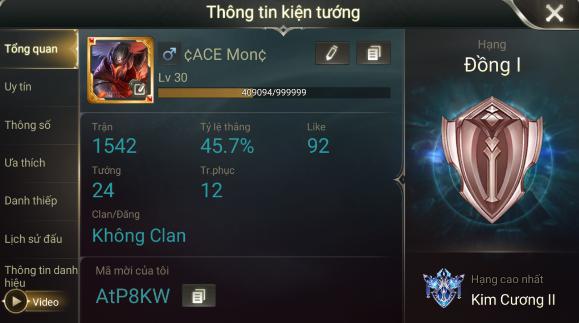 Thông tin kiện tướng
Tổng quan
Uy tín
Thông số
Ưa thích
Danh thiếp
Lịch sử đấu
Thông tin danh
hiệu
Video
¢ACE Mon¢
Lv 30
409094/999999
Trận
Tỷ lệ thắng
Like
1542
45.7%
92
Tướng
Tr.phục
24
12
Clan/Đăng
Không Clan
Mã mời của tôi
AtP8KW
Hạng
Đồng I
Hạng cao nhất
Kim Cương II